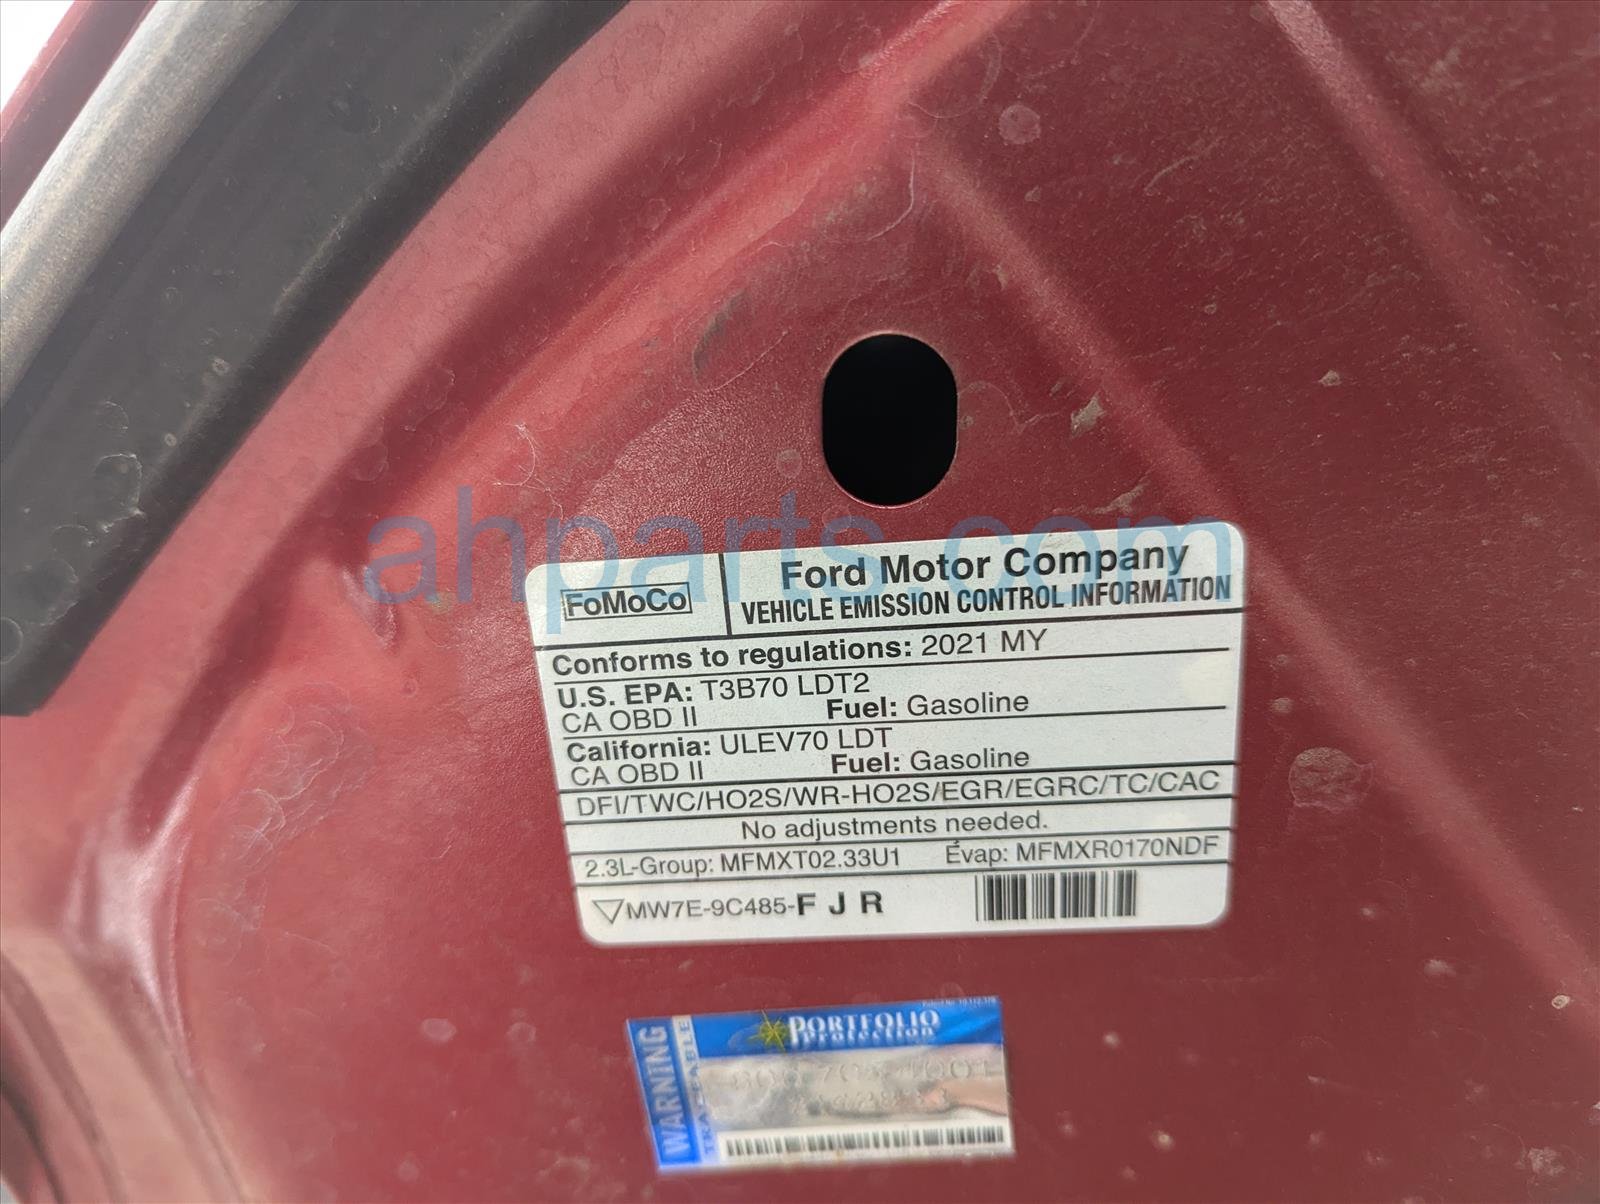 ahparts.com
FoMoCo
Ford Motor Company
VEHICLE EMISSION CONTROL INFORMATION
Conforms to regulations: 2021 MY
U.S. EPA: T3B70 LDT2
CA OBD II Fuel: Gasoline
California: ULEV70 LDT
CA OBD II Fuel: Gasoline
DFI/TWC/HO2S/WR-HO2S/EGR/EGRC/TC/CAC
No adjustments needed.
2.3L-Group: MFMXT02.33U1 Évap: MFMXR0170NDF
MW7E-9C485-F J R
WARNING
TRACEABLE
PORTFOLIO
Protection